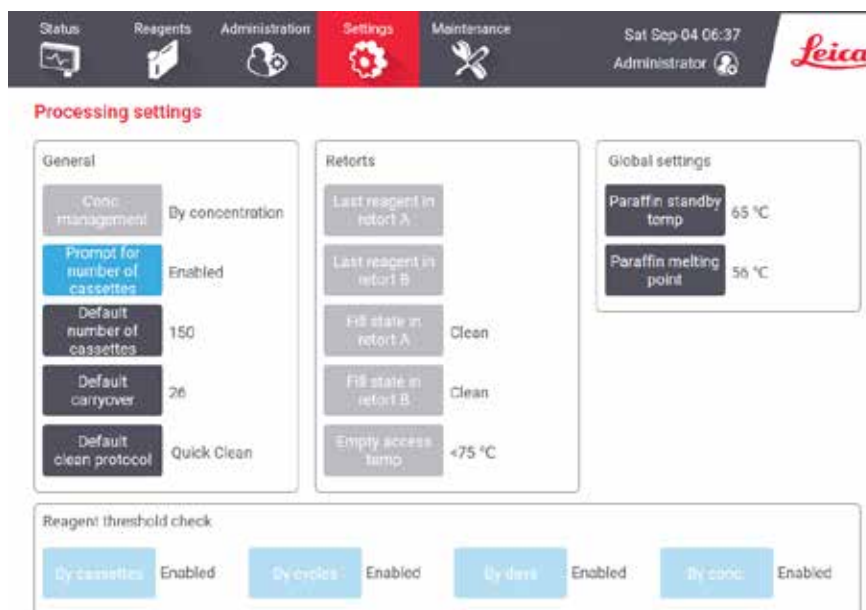 Status
Reagents
Administration
Settings
Maintenance
Sat Sep-04 06:37
Administrator
Leica
Processing settings
General
Conc
management
By concentration
Prompt for
number of
cassettes
Enabled
Default
number of
cassettes
150
Default
carryover
26
Default
clean protocol
Quick Clean
Retorts
Last reagent in
retort A
Last reagent in
retort B
Fill state in
retort A
Clean
Fill state in
retort B
Clean
Empty access
temp
<75 °C
Global settings
Paraffin standby
temp
65 °C
Paraffin melting
point
56 °C
Reagent threshold check
By cassettes
Enabled
By cycles
Enabled
By days
Enabled
By conc.
Enabled